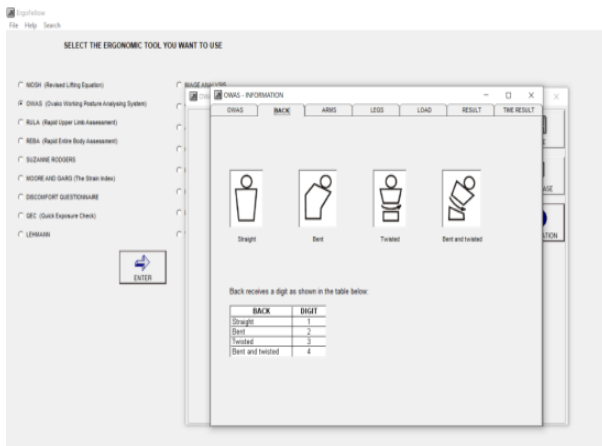 ErgoFellow
File Help Search
SELECT THE ERGONOMIC TOOL YOU WANT TO USE
NIOSH (Revised Lifting Equation)
OWAS (Ovako Working Posture Analysing System)
RULA (Rapid Upper Limb Assessment)
REBA (Rapid Entire Body Assessment)
SUZANNE RODGERS
MOORE AND GARG (The Strain Index)
DISCOMFORT QUESTIONNAIRE
QEC (Quick Exposure Check)
LEHMANN
ENTER
IMAGE ANALYSIS
OWAS - INFORMATION
OWAS BACK ARMS LEGS LOAD RESULT TIME RESULT
Straight Bent Twisted Bent and twisted
Back receives a digit as shown in the table below:
BACK DIGIT
Straight 1
Bent 2
Twisted 3
Bent and twisted 4